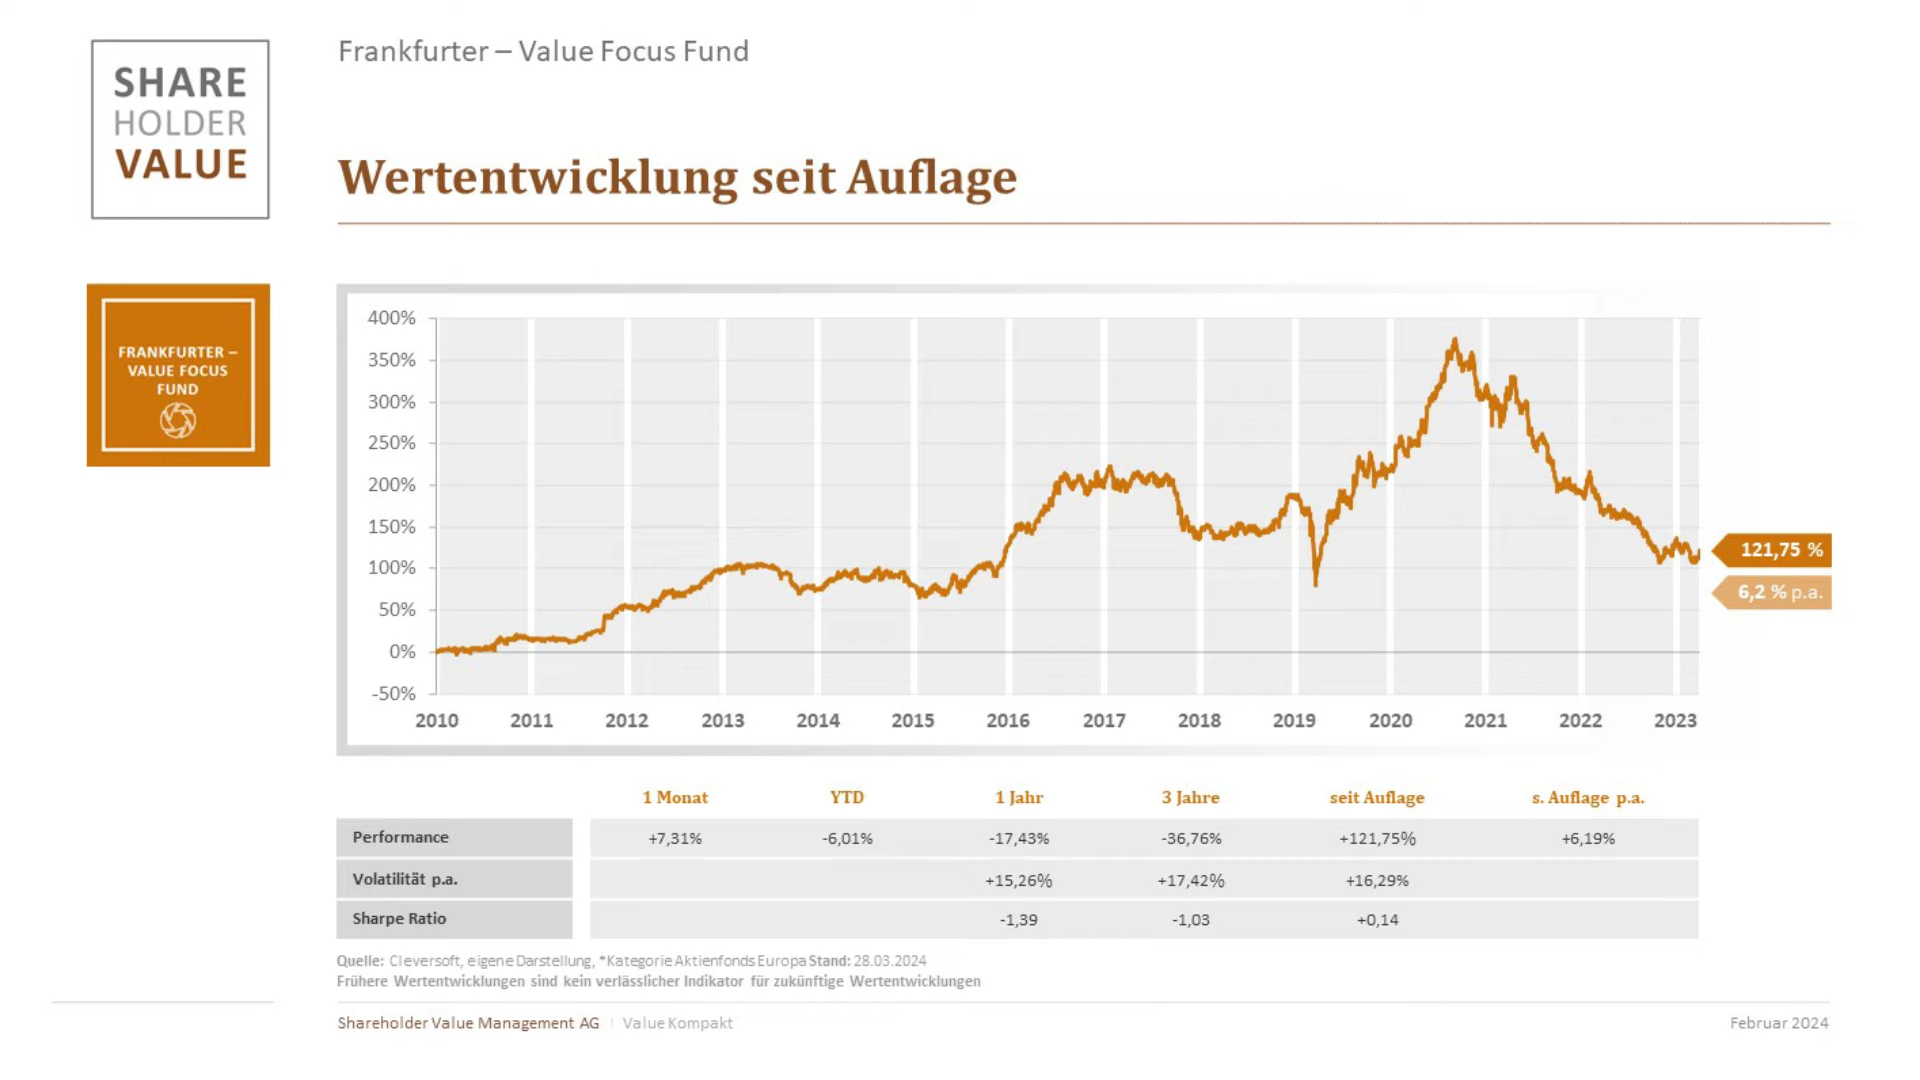 SHARE
HOLDER
VALUE
Frankfurter – Value Focus Fund
Wertentwicklung seit Auflage
FRANKFURTER –
VALUE FOCUS
FUND
400%
350%
300%
250%
200%
150%
100%
50%
0%
-50%
2010 2011 2012 2013 2014 2015 2016 2017 2018 2019 2020 2021 2022 2023
121,75 %
6,2 % p.a.
1 Monat YTD 1 Jahr 3 Jahre seit Auflage s. Auflage p.a.
Performance +7,31% -6,01% -17,43% -36,76% +121,75% +6,19%
Volatilität p.a. +15,26% +17,42% +16,29%
Sharpe Ratio -1,39 -1,03 +0,14
Quelle: Cleversoft, eigene Darstellung, *Kategorie Aktienfonds Europa Stand: 28.03.2024
Frühere Wertentwicklungen sind kein verlässlicher Indikator für zukünftige Wertentwicklungen
Shareholder Value Management AG | Value Kompakt Februar 2024